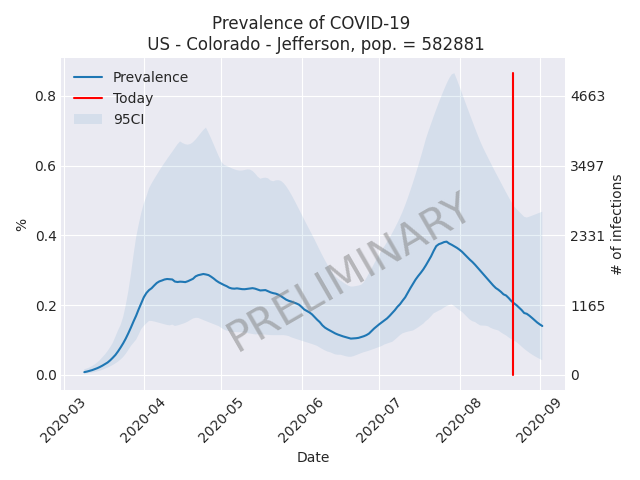 Prevalence of COVID-19
US - Colorado - Jefferson, pop. = 582881
Prevalence
Today
95CI
PRELIMINARY
%
0.8
0.6
0.4
0.2
0.0
4663
3497
2331
1165
0
# of infections
2020-03
2020-04
2020-05
2020-06
2020-07
2020-08
2020-09
Date